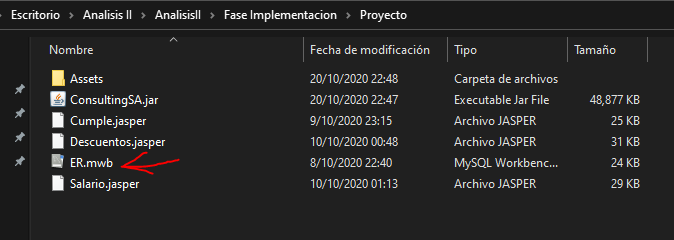 Escritorio > Analisis II > AnalisisII > Fase Implementacion > Proyecto
Nombre Fecha de modificación Tipo Tamaño
Assets 20/10/2020 22:48 Carpeta de archivos
ConsultingSA.jar 20/10/2020 22:47 Executable Jar File 48,877 KB
Cumple.jasper 9/10/2020 23:15 Archivo JASPER 25 KB
Descuentos.jasper 10/10/2020 00:48 Archivo JASPER 31 KB
ER.mwb 8/10/2020 22:40 MySQL Workbenc... 24 KB
Salario.jasper 10/10/2020 01:13 Archivo JASPER 29 KB